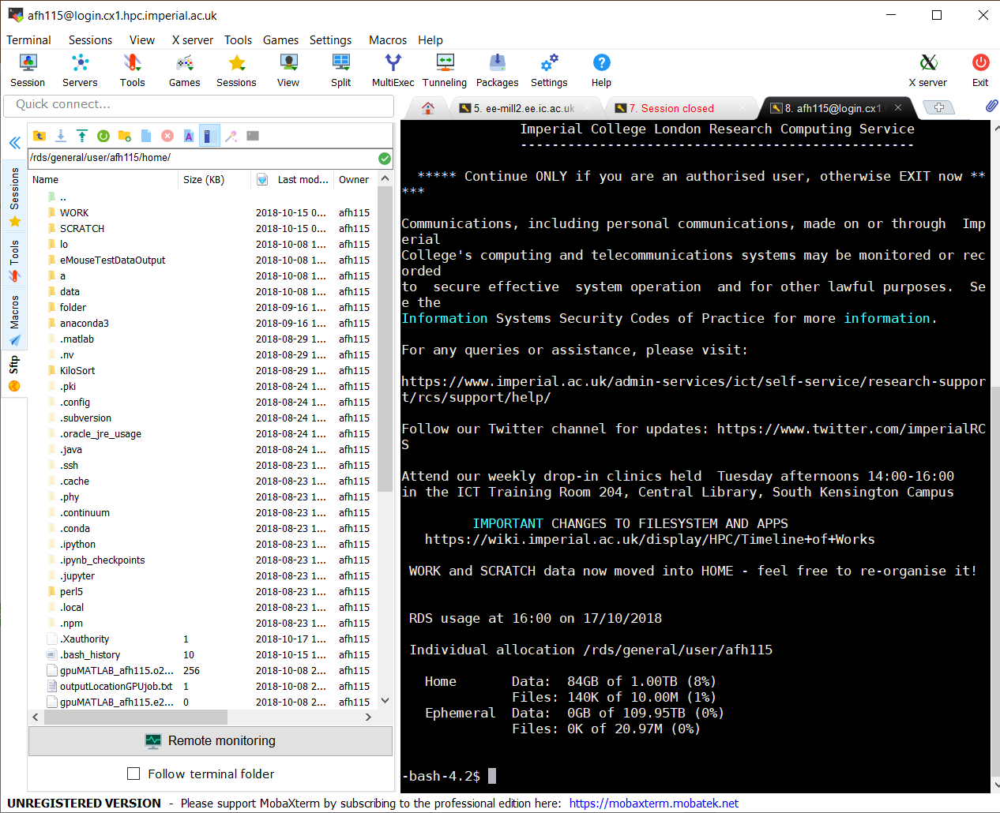 afh115@login.cx1.hpc.imperial.ac.uk
Terminal Sessions View X server Tools Games Settings Macros Help
Session Servers Tools Games Sessions View Split MultiExec Tunneling Packages Settings Help X server Exit
Quick connect...
5. ee-mill2.ee.ic.ac.uk
7. Session closed
8. afh115@login.cx1.
Sessions
Tools
Macros
Sftp
/rds/general/user/afh115/home/
Name Size (KB) Last mod... Owner
..
WORK 2018-10-15 0... afh115
SCRATCH 2018-10-15 0... afh115
lo 2018-10-08 1... afh115
eMouseTestDataOutput 2018-10-08 1... afh115
a 2018-10-08 1... afh115
data 2018-10-08 1... afh115
folder 2018-09-16 1... afh115
anaconda3 2018-09-16 1... afh115
.matlab 2018-08-29 1... afh115
.nv 2018-08-29 1... afh115
KiloSort 2018-08-29 1... afh115
.pki 2018-08-24 1... afh115
.config 2018-08-24 1... afh115
.subversion 2018-08-24 1... afh115
.oracle_jre_usage 2018-08-24 1... afh115
.java 2018-08-24 1... afh115
.ssh 2018-08-23 1... afh115
.cache 2018-08-23 1... afh115
.phy 2018-08-23 1... afh115
.continuum 2018-08-23 1... afh115
.conda 2018-08-23 1... afh115
.ipython 2018-08-23 1... afh115
.ipynb_checkpoints 2018-08-23 1... afh115
.jupyter 2018-08-23 1... afh115
perl5 2018-08-23 1... afh115
.local 2018-08-23 1... afh115
.npm 2018-08-23 1... afh115
.Xauthority 1 2018-10-17 1... afh115
.bash_history 10 2018-10-15 1... afh115
gpuMATLAB_afh115.o2... 256 2018-10-08 2... afh115
outputLocationGPUjob.txt 1 2018-10-08 2... afh115
gpuMATLAB_afh115.e2... 0 2018-10-08 2... afh115
Remote monitoring
Follow terminal folder
Imperial College London Research Computing Service
--------------------------------------------------
***** Continue ONLY if you are an authorised user, otherwise EXIT now **
***
Communications, including personal communications, made on or through  Imp
erial
College's computing and telecommunications systems may be monitored or rec
orded
to  secure effective  system operation  and for other lawful purposes.  Se
e the
Information Systems Security Codes of Practice for more information.
For any queries or assistance, please visit:
https://www.imperial.ac.uk/admin-services/ict/self-service/research-suppor
t/rcs/support/help/
Follow our Twitter channel for updates: https://www.twitter.com/imperialRC
S
Attend our weekly drop-in clinics held  Tuesday afternoons 14:00-16:00
in the ICT Training Room 204, Central Library, South Kensington Campus
IMPORTANT CHANGES TO FILESYSTEM AND APPS
https://wiki.imperial.ac.uk/display/HPC/Timeline+of+Works
WORK and SCRATCH data now moved into HOME - feel free to re-organise it!
RDS usage at 16:00 on 17/10/2018
Individual allocation /rds/general/user/afh115
Home Data: 84GB of 1.00TB (8%)
Files: 140K of 10.00M (1%)
Ephemeral Data: 0GB of 109.95TB (0%)
Files: 0K of 20.97M (0%)
-bash-4.2$
UNREGISTERED VERSION - Please support MobaXterm by subscribing to the professional edition here: https://mobaxterm.mobatek.net